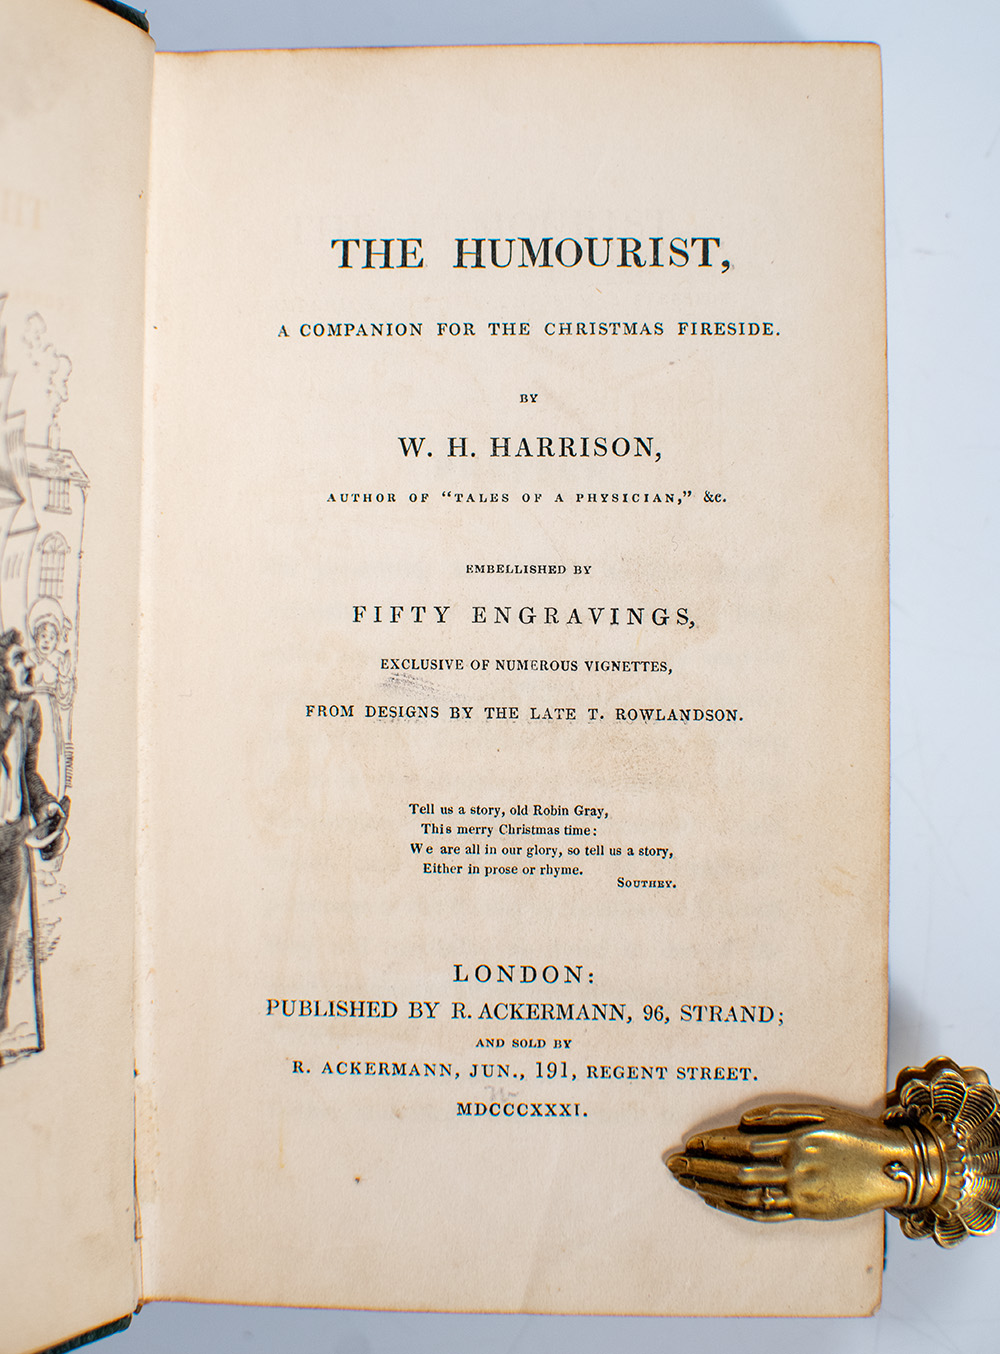 THE HUMOURIST,
A COMPANION FOR THE CHRISTMAS FIRESIDE.
BY
W. H. HARRISON,
AUTHOR OF “TALES OF A PHYSICIAN,” &c.
EMBELLISHED BY
FIFTY ENGRAVINGS,
EXCLUSIVE OF NUMEROUS VIGNETTES,
FROM DESIGNS BY THE LATE T. ROWLANDSON.
Tell us a story, old Robin Gray,
This merry Christmas time:
We are all in our glory, so tell us a story,
Either in prose or rhyme.
SOUTHEY.
LONDON:
PUBLISHED BY R. ACKERMANN, 96, STRAND;
AND SOLD BY
R. ACKERMANN, JUN., 191, REGENT STREET.
MDCCCXXXI.